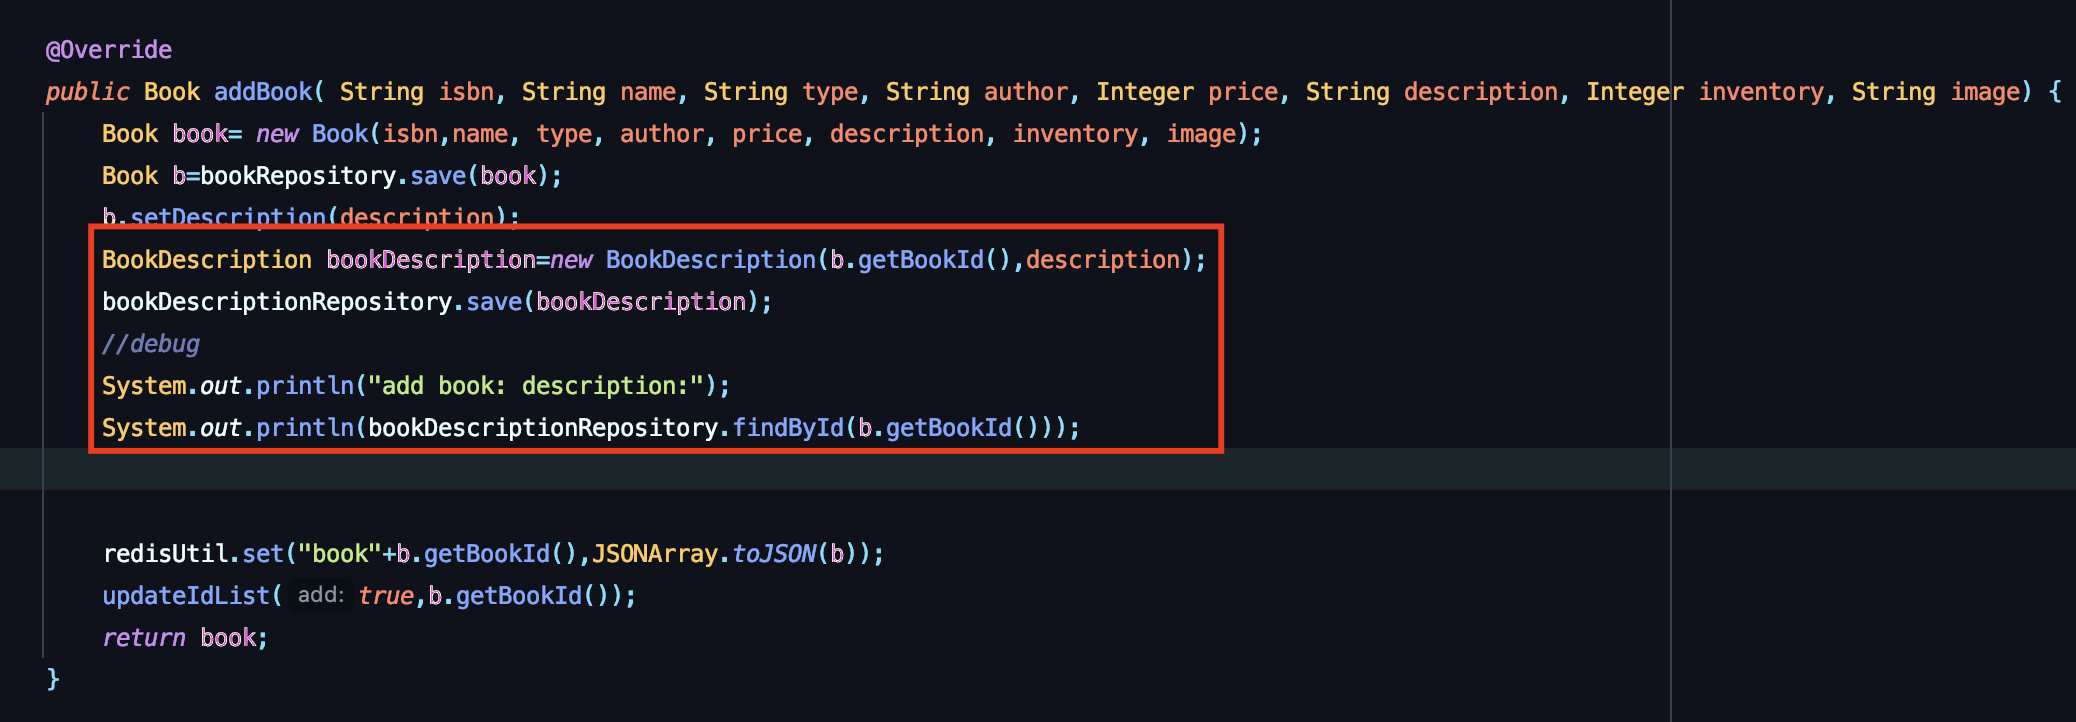 @Override
public Book addBook( String isbn, String name, String type, String author, Integer price, String description, Integer inventory, String image) {
Book book= new Book(isbn,name, type, author, price, description, inventory, image);
Book b=bookRepository.save(book);
b.setDescription(description);
BookDescription bookDescription=new BookDescription(b.getBookId(),description);
bookDescriptionRepository.save(bookDescription);
//debug
System.out.println("add book: description:");
System.out.println(bookDescriptionRepository.findById(b.getBookId()));
redisUtil.set("book"+b.getBookId(),JSONArray.toJSON(b));
updateIdList( add: true,b.getBookId());
return book;
}